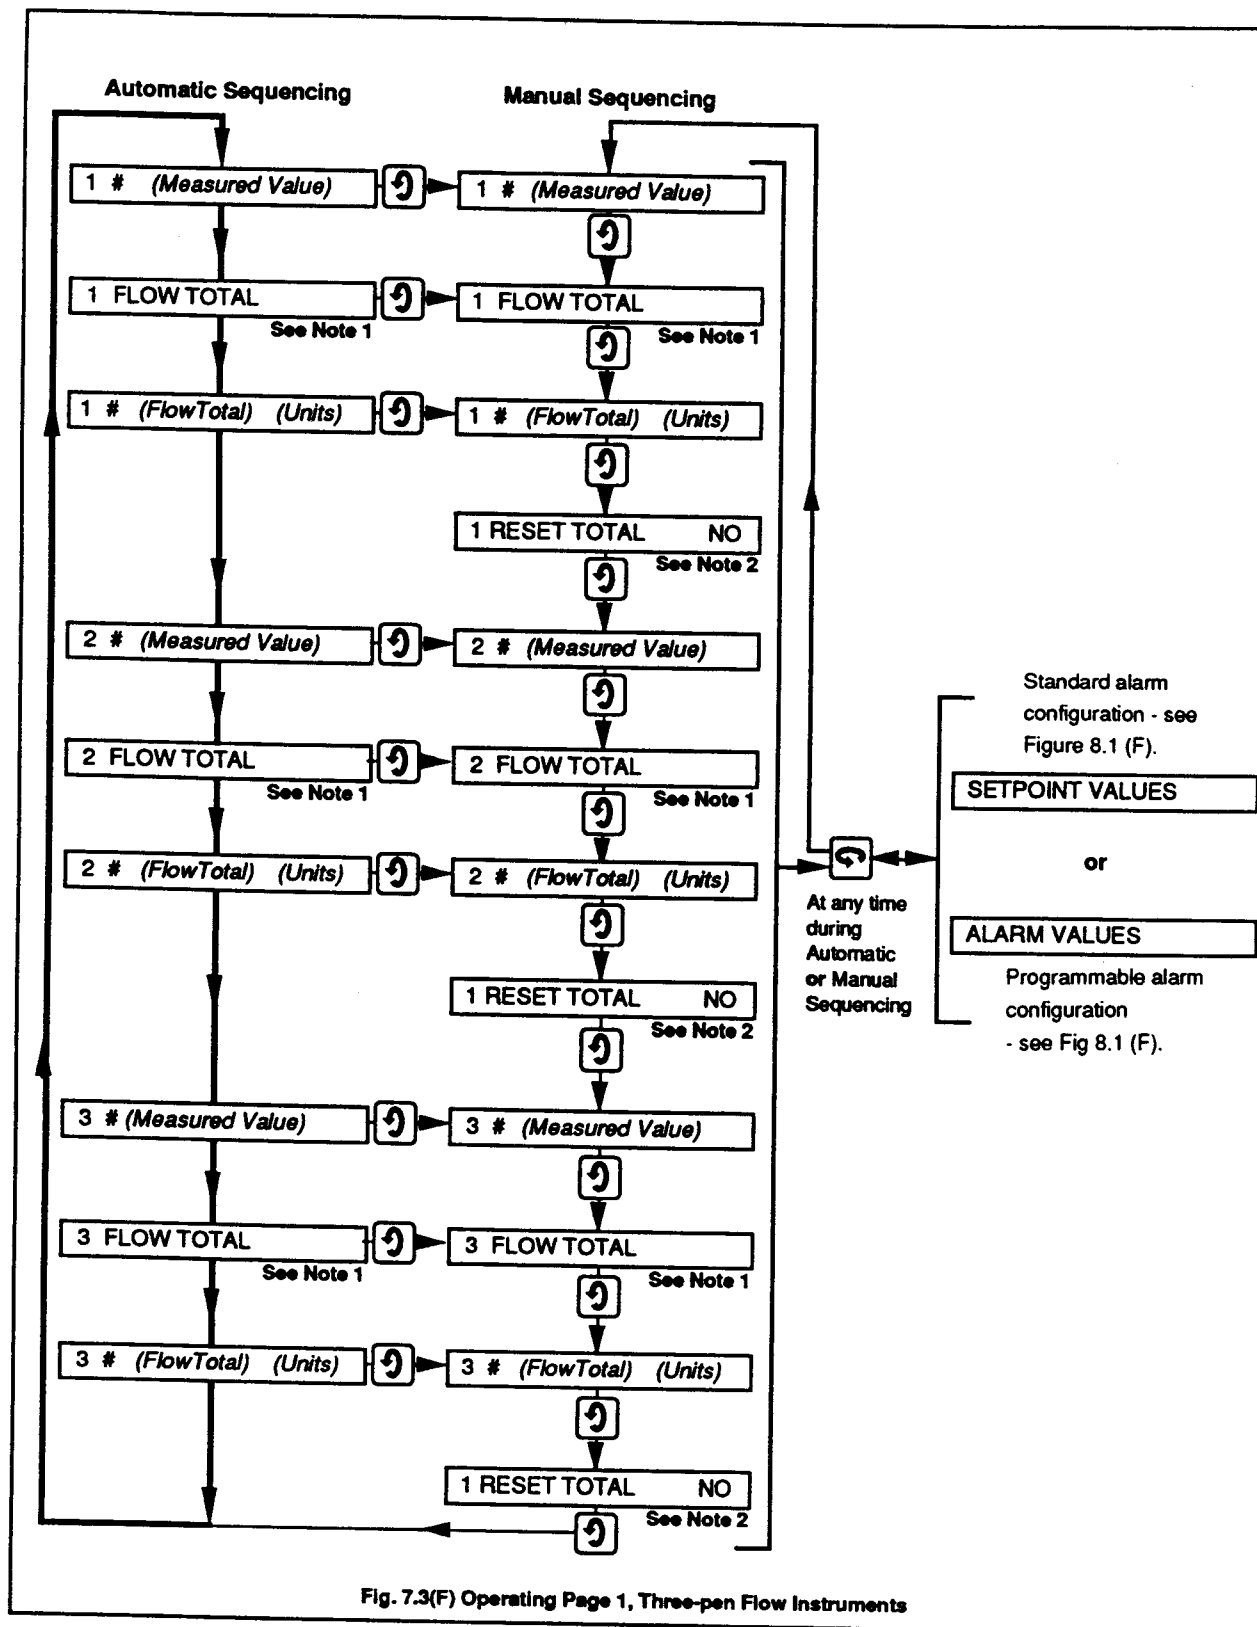 Automatic Sequencing
Manual Sequencing
1 # (Measured Value)
1 # (Measured Value)
1 FLOW TOTAL
See Note 1
1 FLOW TOTAL
See Note 1
1 # (FlowTotal) (Units)
1 # (FlowTotal) (Units)
1 RESET TOTAL NO
See Note 2
2 # (Measured Value)
2 # (Measured Value)
2 FLOW TOTAL
See Note 1
2 FLOW TOTAL
See Note 1
2 # (FlowTotal) (Units)
2 # (FlowTotal) (Units)
1 RESET TOTAL NO
See Note 2
3 # (Measured Value)
3 # (Measured Value)
3 FLOW TOTAL
See Note 1
3 FLOW TOTAL
See Note 1
3 # (FlowTotal) (Units)
3 # (FlowTotal) (Units)
1 RESET TOTAL NO
See Note 2
At any time
during
Automatic
or Manual
Sequencing
Standard alarm
configuration - see
Figure 8.1 (F).
SETPOINT VALUES
or
ALARM VALUES
Programmable alarm
configuration
- see Fig 8.1 (F).
Fig. 7.3(F) Operating Page 1, Three-pen Flow Instruments